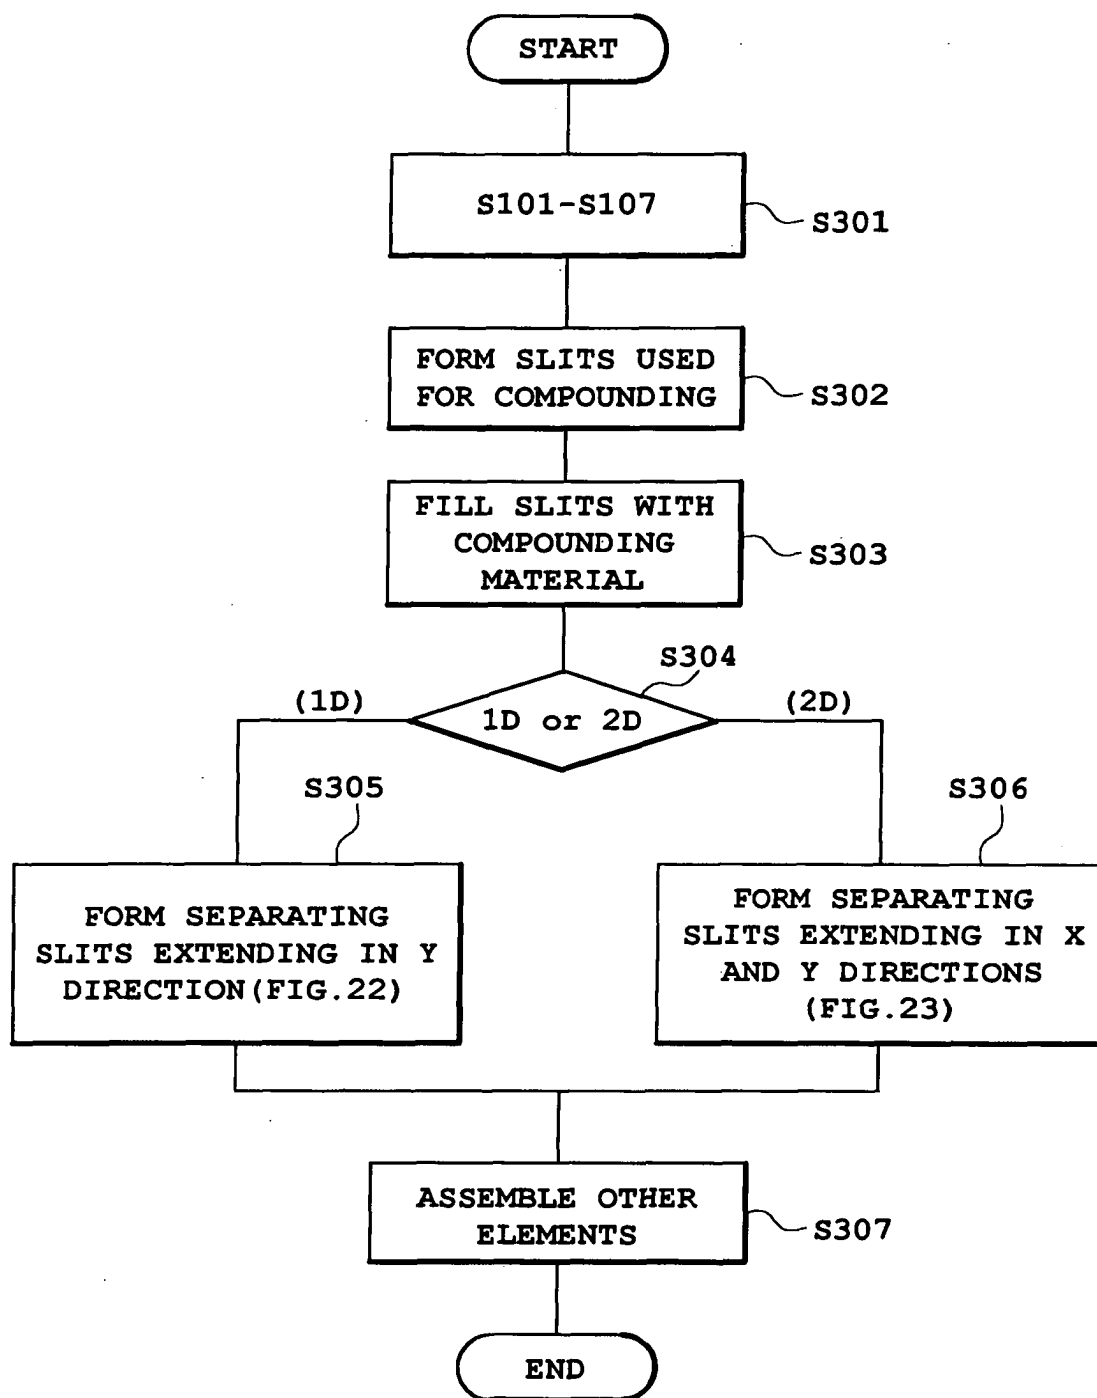 START
S101-S107
S301
FORM SLITS USED
FOR COMPOUNDING
S302
FILL SLITS WITH
COMPOUNDING
MATERIAL
S303
S304
(1D)
1D or 2D
(2D)
S305
S306
FORM SEPARATING
SLITS EXTENDING IN Y
DIRECTION(FIG.22)
FORM SEPARATING
SLITS EXTENDING IN X
AND Y DIRECTIONS
(FIG.23)
ASSEMBLE OTHER
ELEMENTS
S307
END